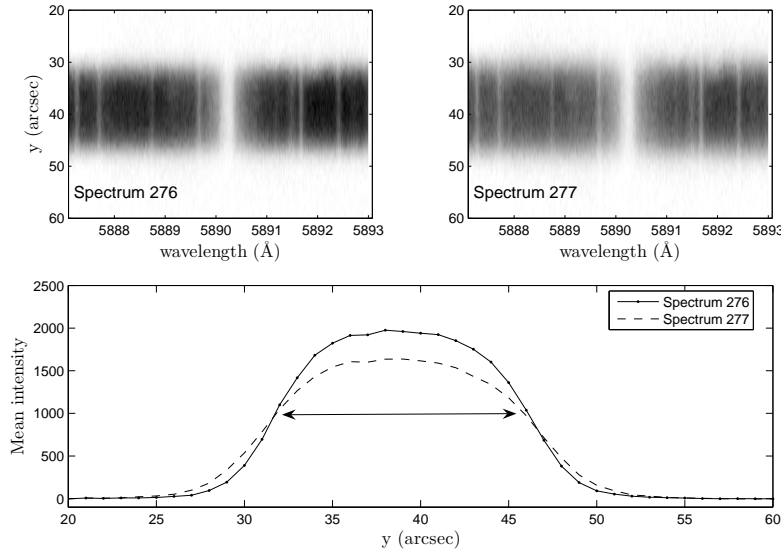 20
30
40
50
60
y (arcsec)
Spectrum 276
5888 5889 5890 5891 5892 5893
wavelength (Å)
20
30
40
50
60
Spectrum 277
5888 5889 5890 5891 5892 5893
wavelength (Å)
2500
2000
1500
1000
500
0
Mean intensity
Spectrum 276
Spectrum 277
20 25 30 35 40 45 50 55 60
y (arcsec)